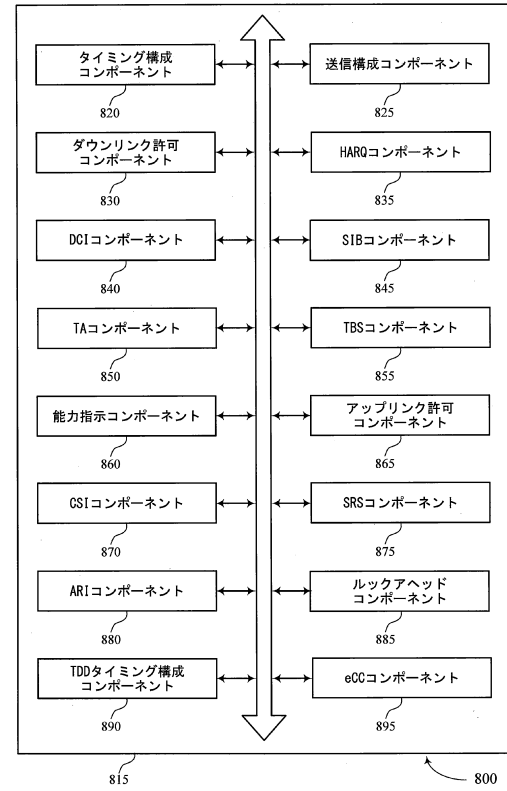 タイミング構成
コンポーネント
820
送信構成コンポーネント
825
ダウンリンク許可
コンポーネント
830
HARQコンポーネント
835
DCIコンポーネント
840
SIBコンポーネント
845
TAコンポーネント
850
TBSコンポーネント
855
能力指示コンポーネント
860
アップリンク許可
コンポーネント
865
CSIコンポーネント
870
SRSコンポーネント
875
ARIコンポーネント
880
ルックアヘッド
コンポーネント
885
TDDタイミング構成
コンポーネント
890
eCCコンポーネント
895
815
800